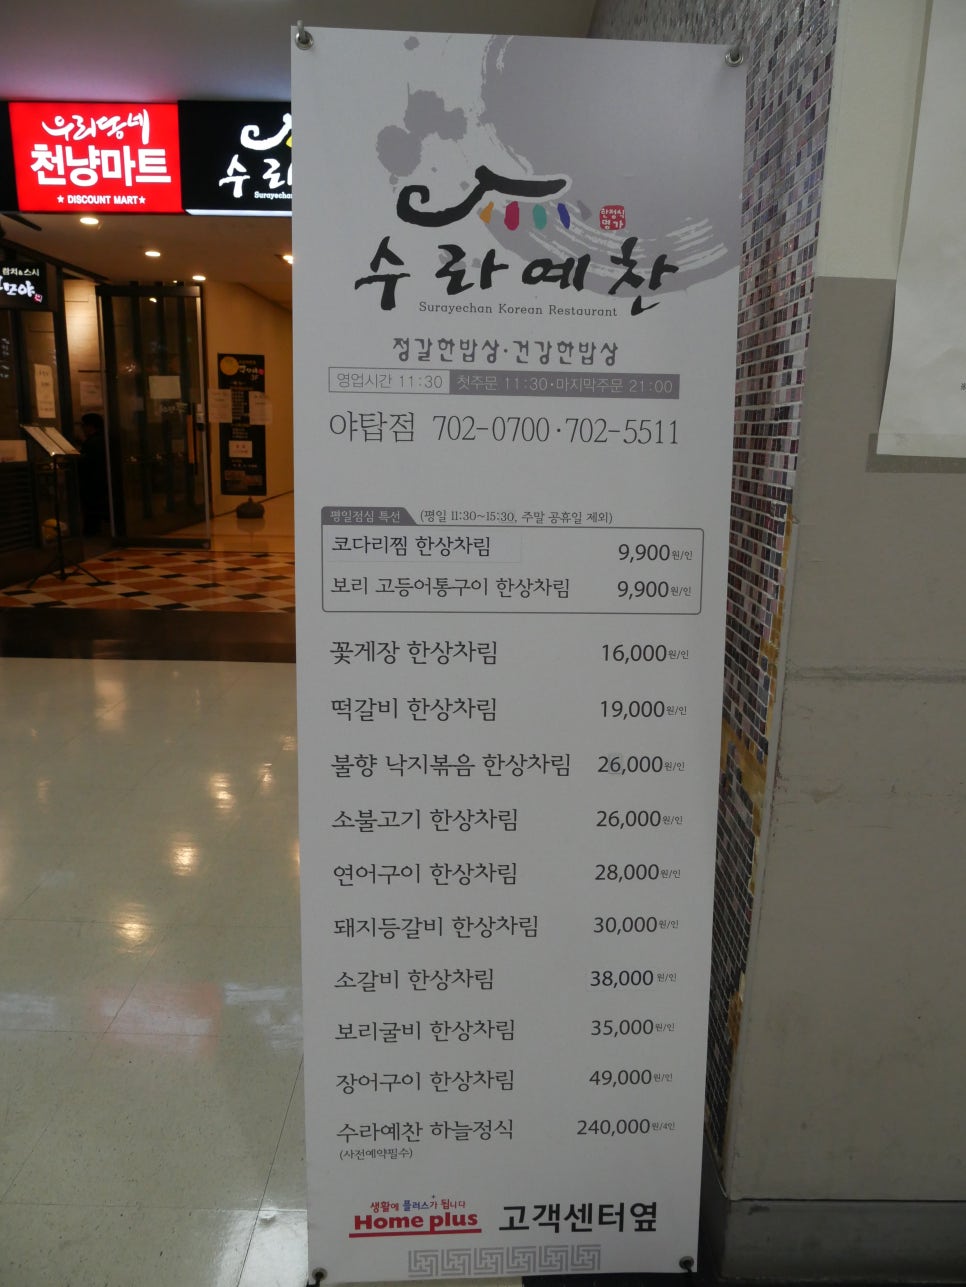 우리동네
천냥마트
★ DISCOUNT MART ★
수라
Surayechan
참치&스시
한정식
명가
수라예찬
Surayechan Korean Restaurant
정갈한밥상·건강한밥상
영업시간 11:30 첫주문 11:30·마지막주문 21:00
야탑점 702-0700·702-5511
평일점심 특선 (평일 11:30~15:30, 주말 공휴일 제외)
코다리찜 한상차림 9,900원/인
보리 고등어통구이 한상차림 9,900원/인
꽃게장 한상차림 16,000원/인
떡갈비 한상차림 19,000원/인
불향 낙지볶음 한상차림 26,000원/인
소불고기 한상차림 26,000원/인
연어구이 한상차림 28,000원/인
돼지등갈비 한상차림 30,000원/인
소갈비 한상차림 38,000원/인
보리굴비 한상차림 35,000원/인
장어구이 한상차림 49,000원/인
수라예찬 하늘정식 240,000원/4인
(사전예약필수)
생활에 플러스가 됩니다
Home plus 고객센터옆